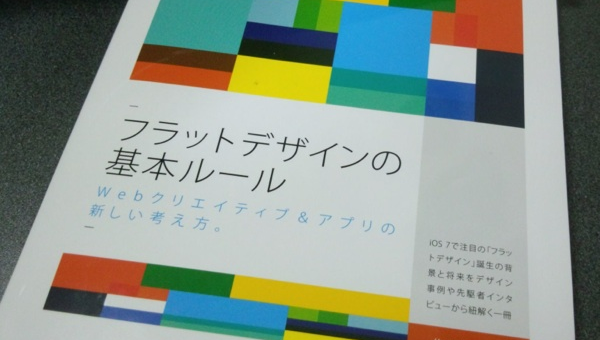 フラットデザインの
基本ルール
Webクリエイティブ&アプリの
新しい考え方。
iOS 7で注目の「フラッ
トデザイン」誕生の背
景と将来をデザイン
事例や先駆者インタ
ビューから紐解く一冊